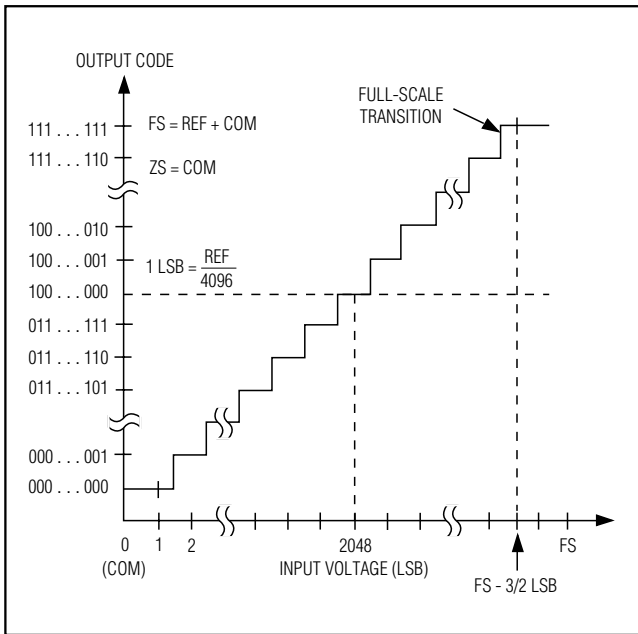 OUTPUT CODE
FULL-SCALE
TRANSITION
111 . . . 111
FS = REF + COM
111 . . . 110
ZS = COM
100 . . . 010
100 . . . 001
1 LSB = REF
4096
100 . . . 000
011 . . . 111
011 . . . 110
011 . . . 101
000 . . . 001
000 . . . 000
0 1 2 2048 FS
(COM) INPUT VOLTAGE (LSB)
FS - 3/2 LSB